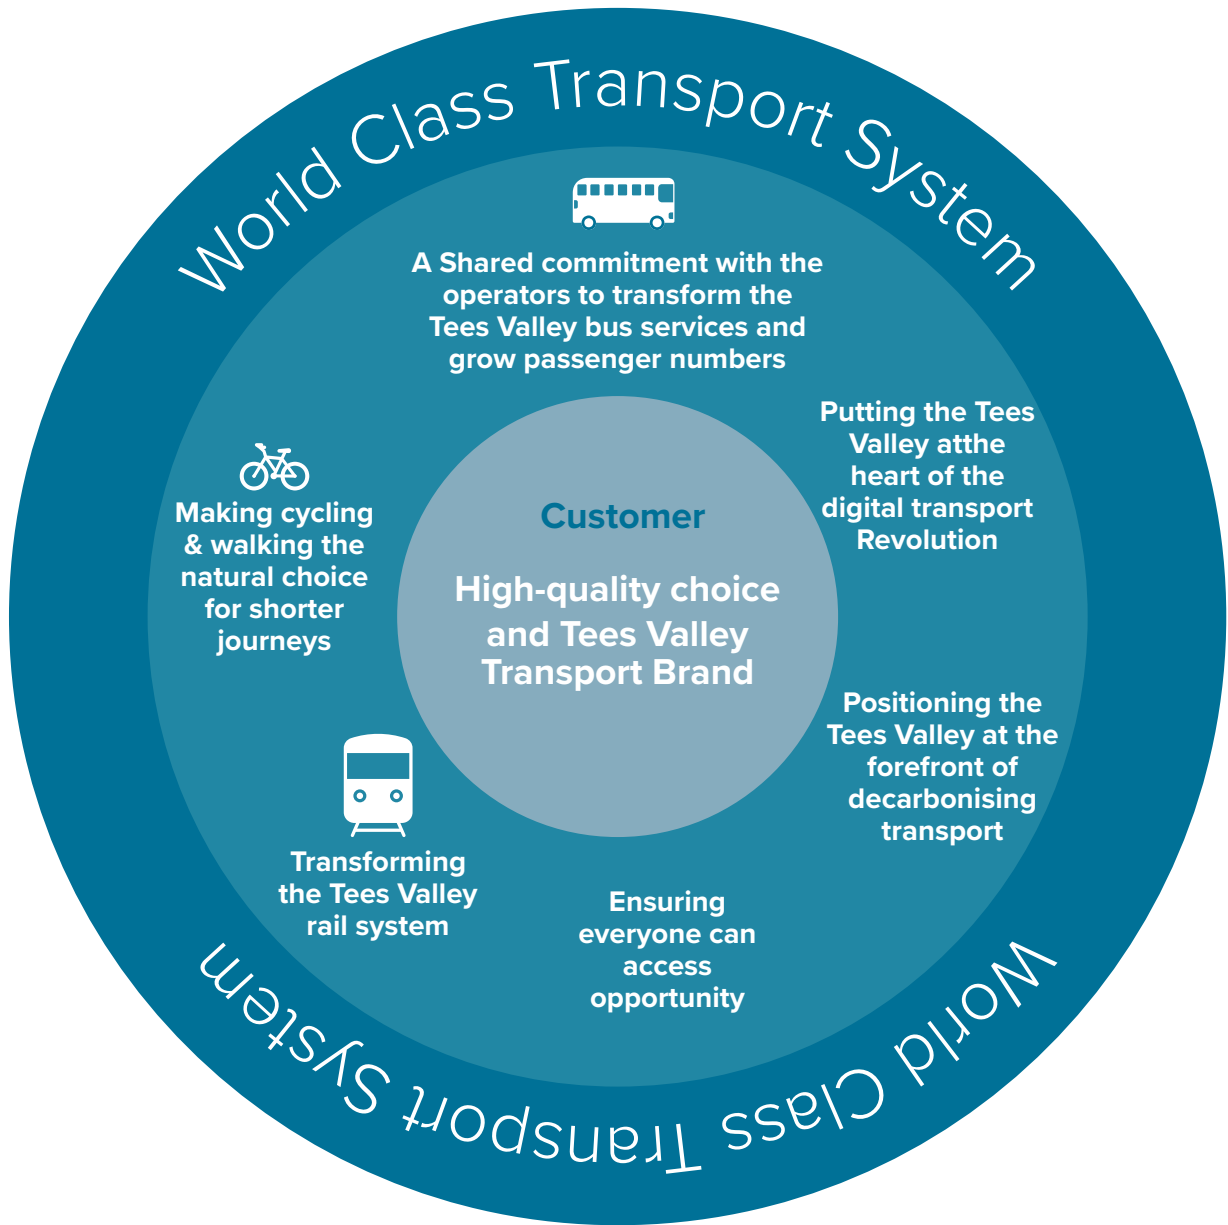 World Class Transport System
A Shared commitment with the
operators to transform the
Tees Valley bus services and
grow passenger numbers
Putting the Tees
Valley atthe
heart of the
digital transport
Revolution
Making cycling
& walking the
natural choice
for shorter
journeys
Customer
High-quality choice
and Tees Valley
Transport Brand
Positioning the
Tees Valley at the
forefront of
decarbonising
transport
Transforming
the Tees Valley
rail system
Ensuring
everyone can
access
opportunity
World Class Transport System